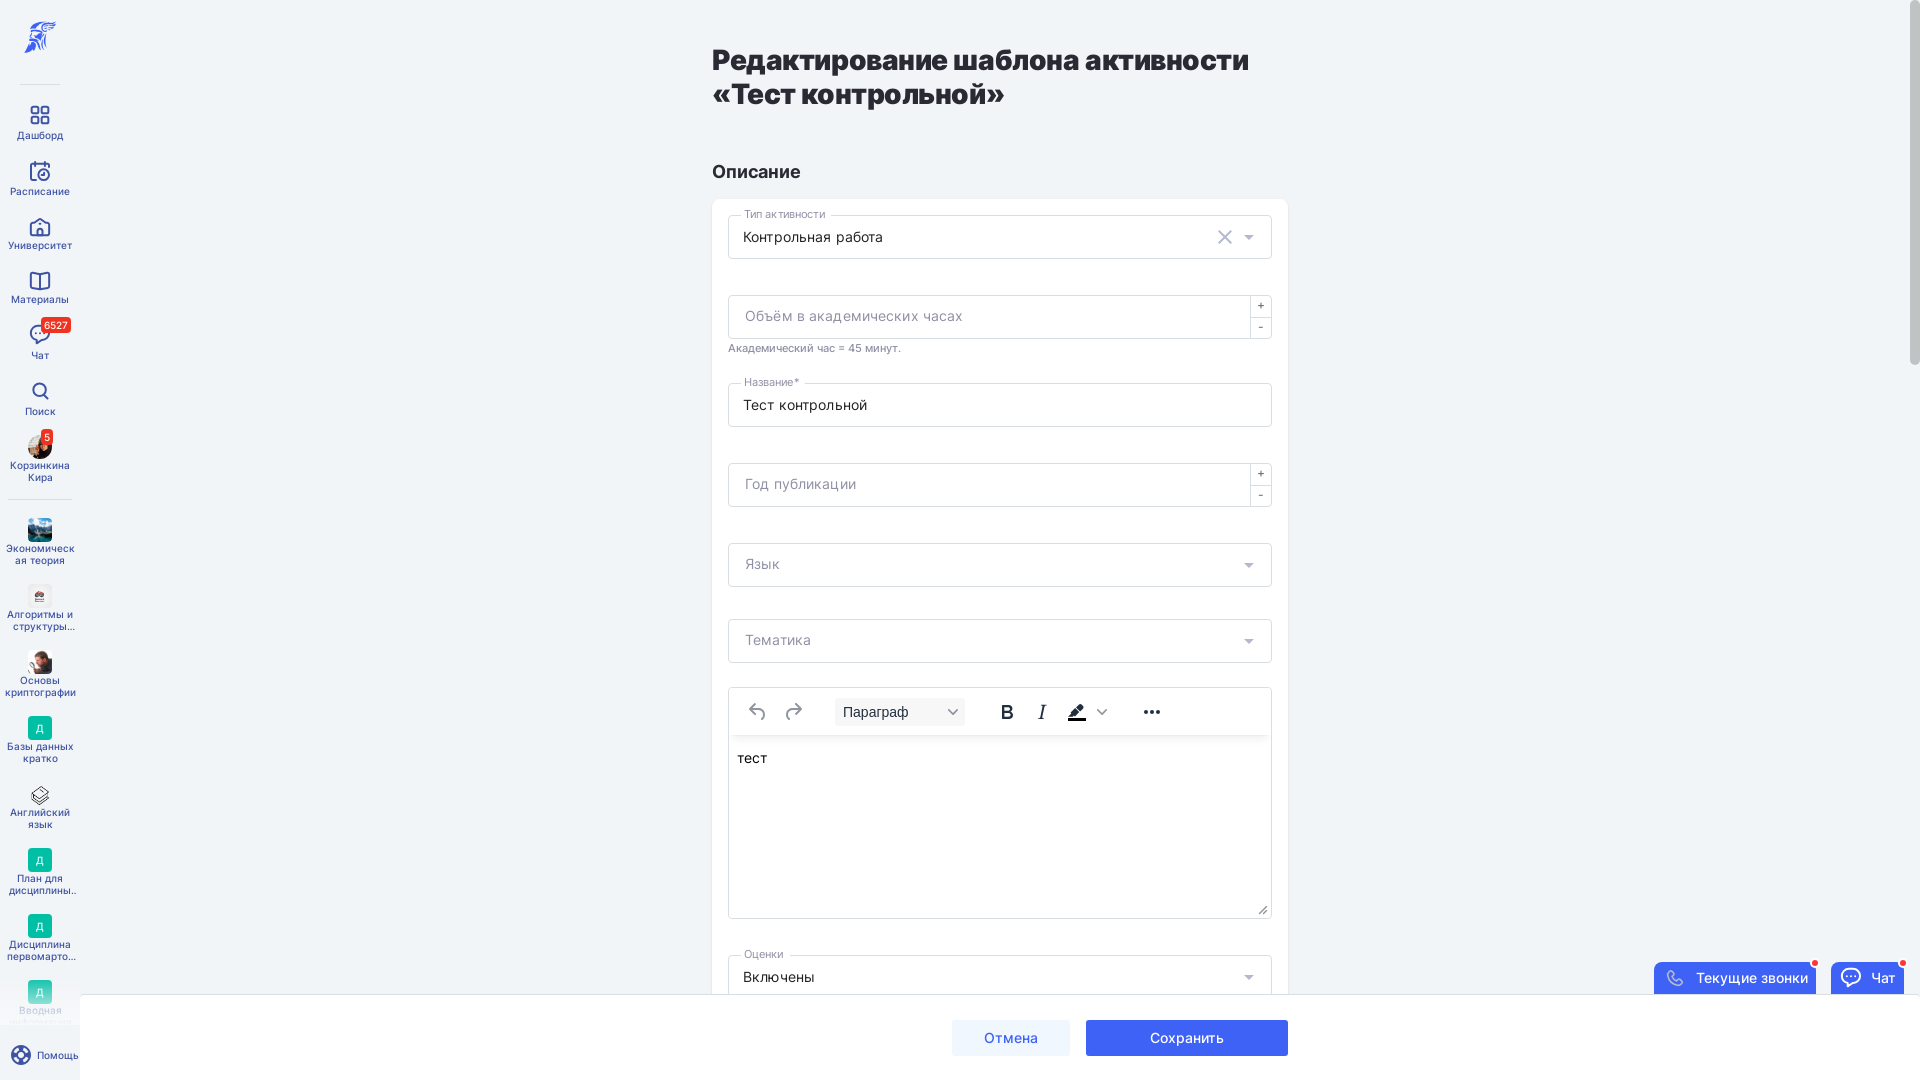 Редактирование шаблона активности
«Тест контрольной»
Дашборд
Расписание
Университет
Материалы
6527
Чат
Поиск
5
Корзинкина
Кира
Экономическ
ая теория
Алгоритмы и
структуры...
Основы
криптографии
Д
Базы данных
кратко
Английский
язык
Д
План для
дисциплины..
Д
Дисциплина
первомарто...
Д
Вводная
Помощь
Описание
Тип активности
Контрольная работа
Объём в академических часах
+
-
Академический час = 45 минут.
Название*
Тест контрольной
Год публикации
+
-
Язык
Тематика
Параграф
B I
тест
Оценки
Включены
Текущие звонки
Чат
Отмена
Сохранить